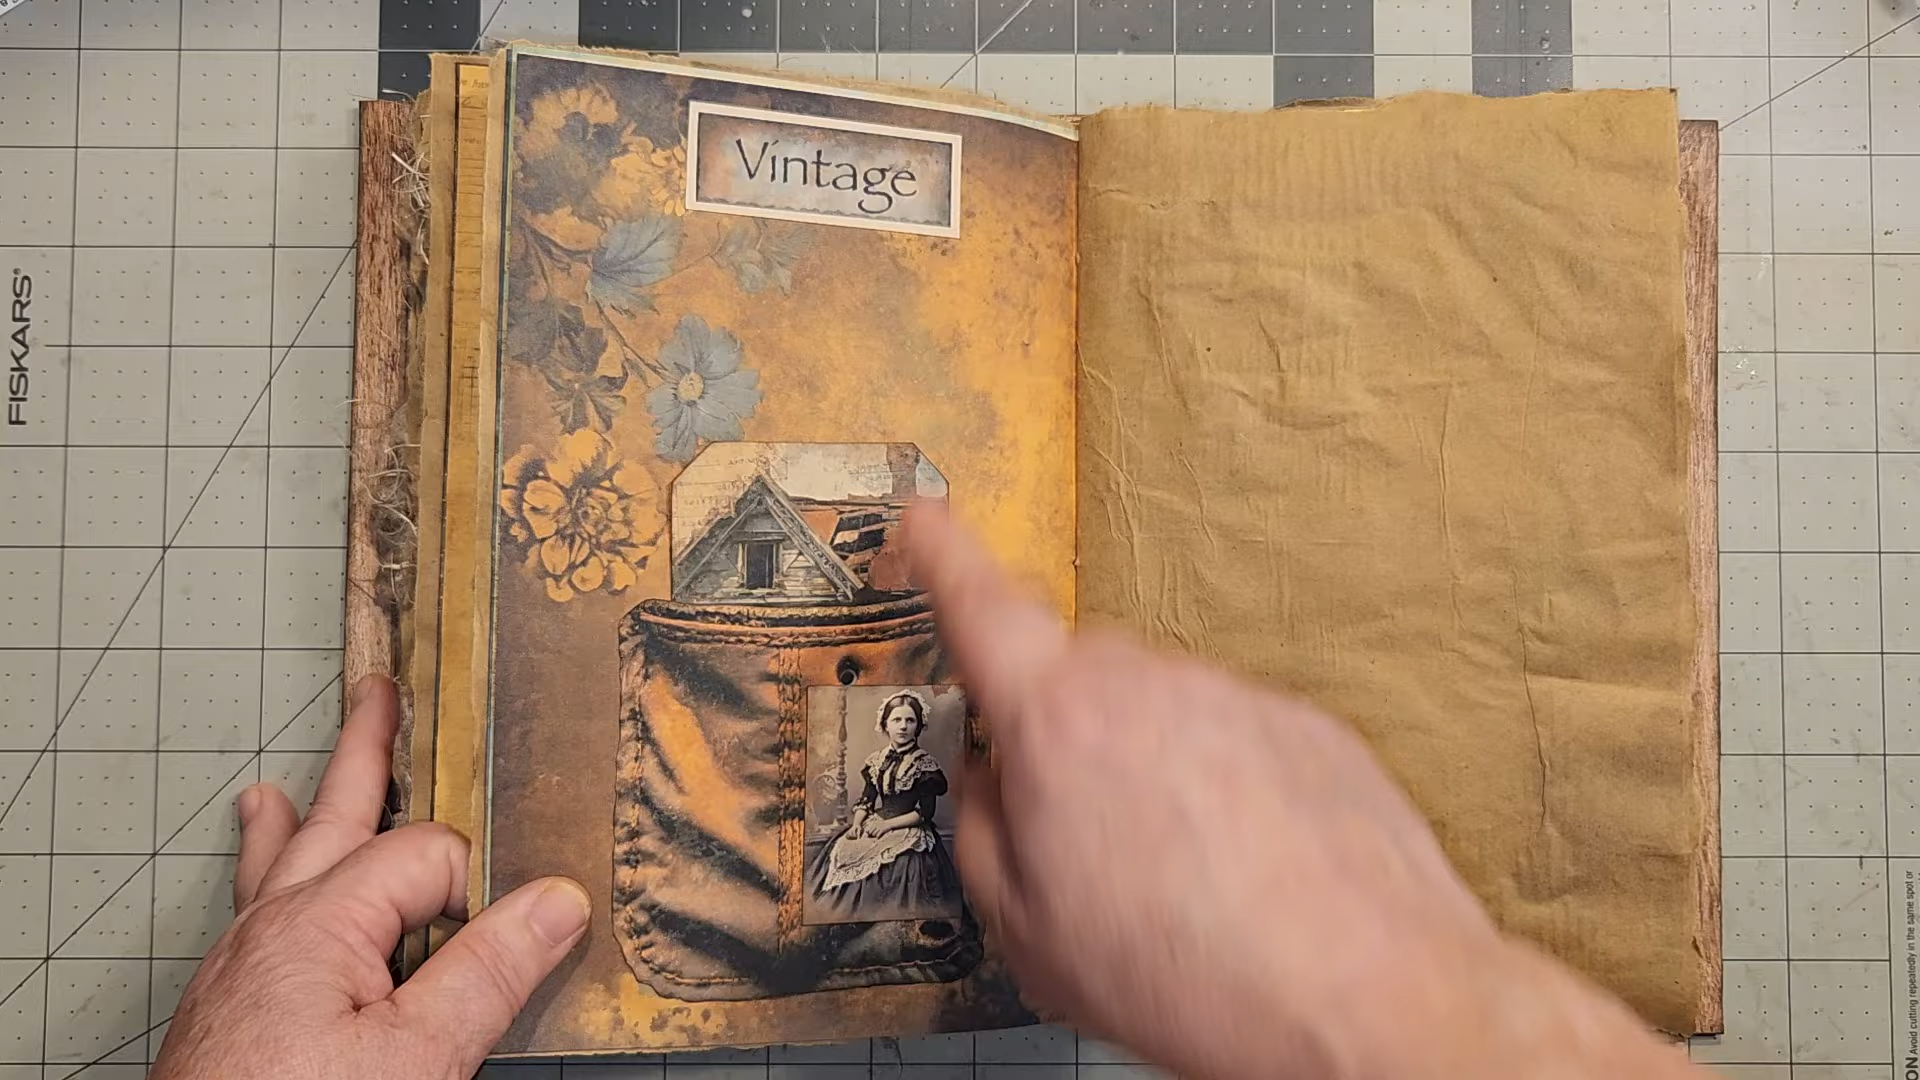 Vintage
FISKARS®
Avoid cutting repeatedly in the same spot or